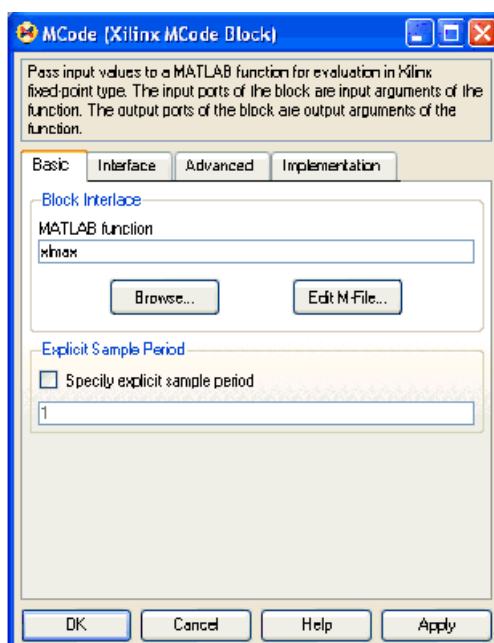 MCode (Xilinx MCode Block)
Pass input values to a MATLAB function for evaluation in Xilinx
fixed-point type. The input ports of the block are input arguments of the
function. The output ports of the block are output arguments of the
function.
Basic Interface Advanced Implementation
Block Interface
MATLAB function
xlmax
Browse... Edit M-File...
Explicit Sample Period
Specify explicit sample period
1
OK Cancel Help Apply